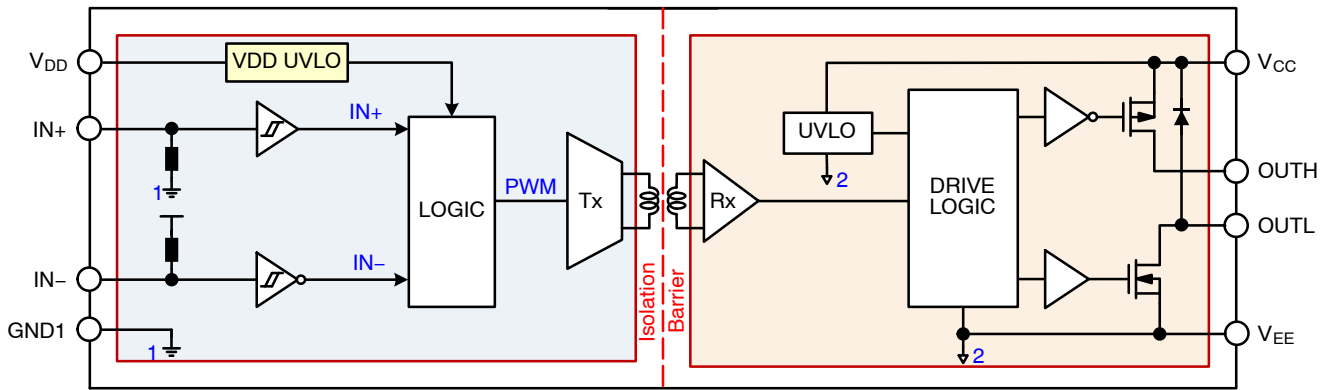 VDD
VDD UVLO
VCC
IN+
IN+
UVLO
2
1
OUTH
PWM
LOGIC
Tx
Rx
DRIVE
LOGIC
OUTL
IN−
IN−
Isolation
Barrier
GND1
1
2
VEE